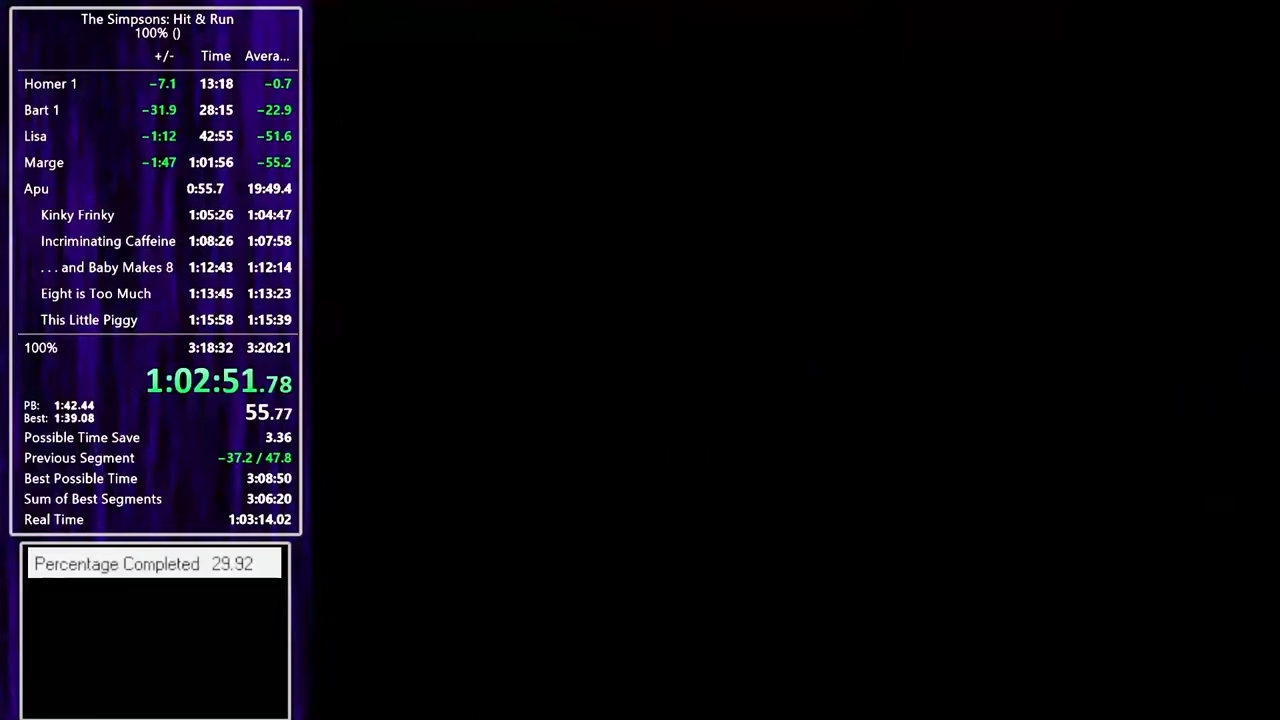 The Simpsons: Hit & Run
100% ()
+/- Time Avera...
Homer 1 −7.1 13:18 −0.7
Bart 1 −31.9 28:15 −22.9
Lisa −1:12 42:55 −51.6
Marge −1:47 1:01:56 −55.2
Apu 0:55.7 19:49.4
Kinky Frinky 1:05:26 1:04:47
Incriminating Caffeine 1:08:26 1:07:58
. . . and Baby Makes 8 1:12:43 1:12:14
Eight is Too Much 1:13:45 1:13:23
This Little Piggy 1:15:58 1:15:39
100% 3:18:32 3:20:21
1:02:51.78
PB: 1:42.44 55.77
Best: 1:39.08
Possible Time Save 3.36
Previous Segment −37.2 / 47.8
Best Possible Time 3:08:50
Sum of Best Segments 3:06:20
Real Time 1:03:14.02
Percentage Completed 29.92